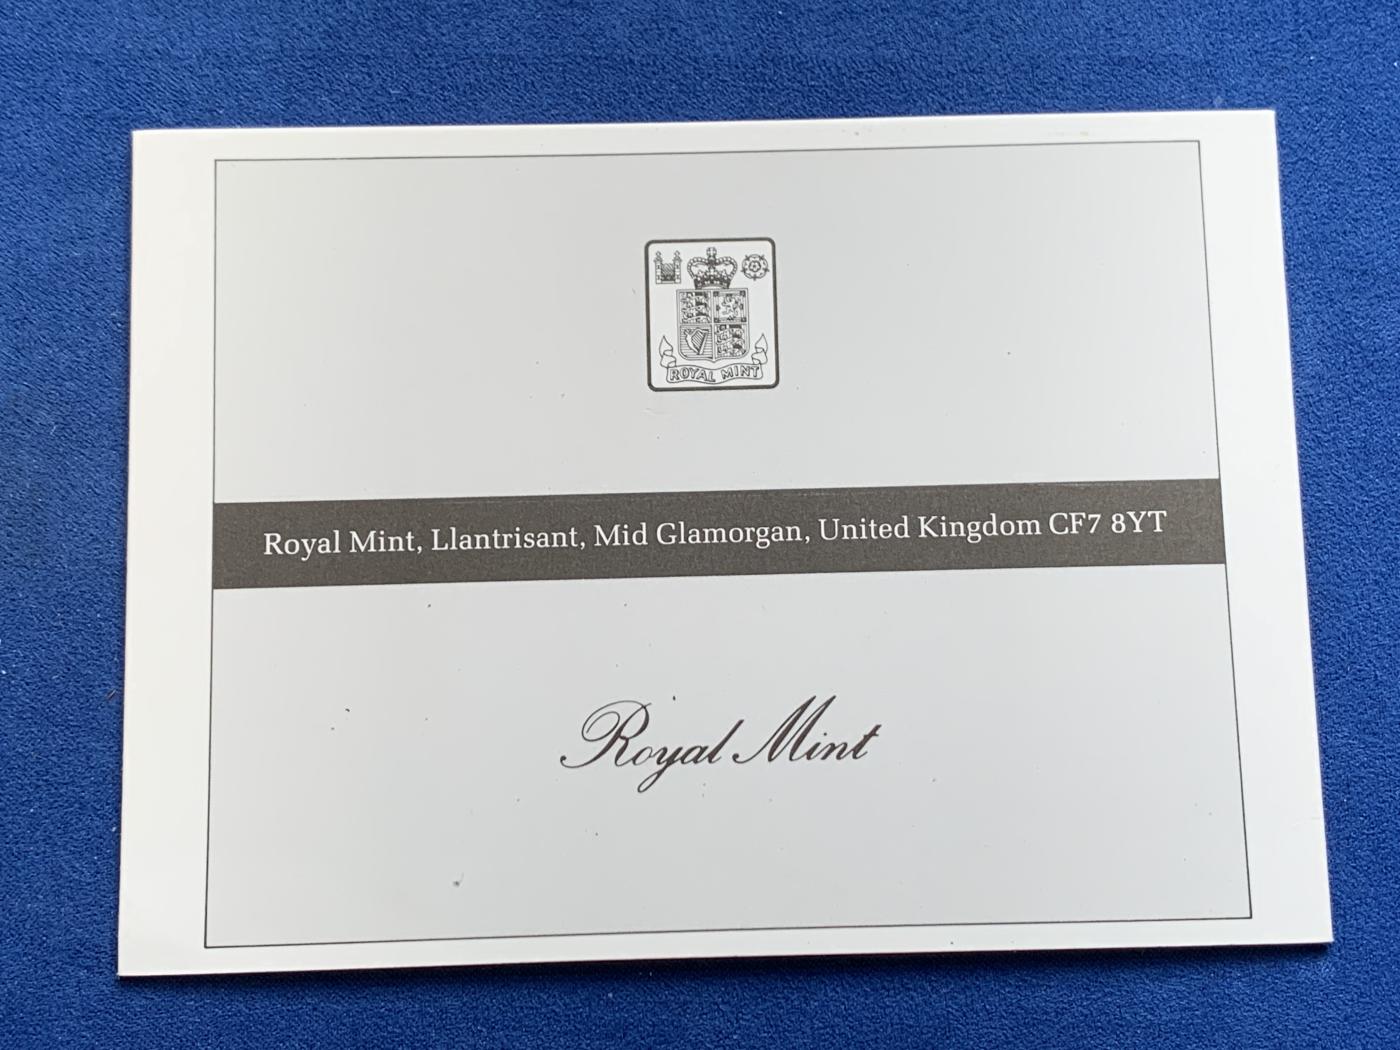 ROYAL MINT
Royal Mint, Llantrisant, Mid Glamorgan, United Kingdom CF7 8YT
Royal Mint